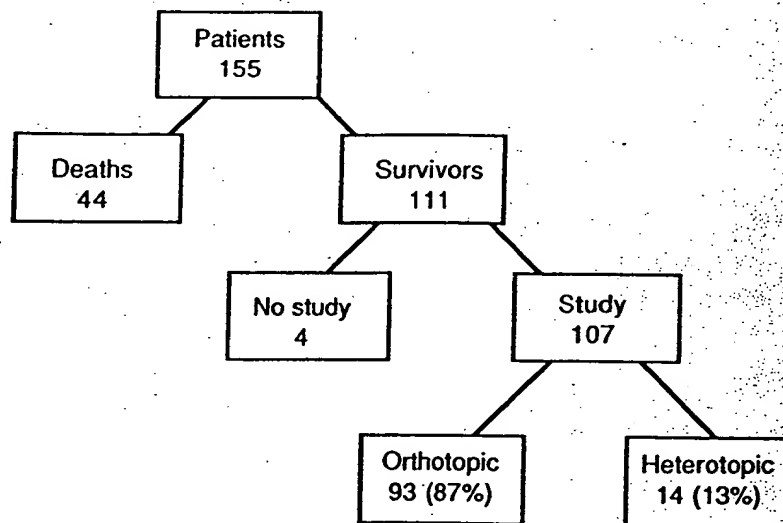 Patients
155
Deaths
44
Survivors
111
No study
4
Study
107
Orthotopic
93 (87%)
Heterotopic
14 (13%)